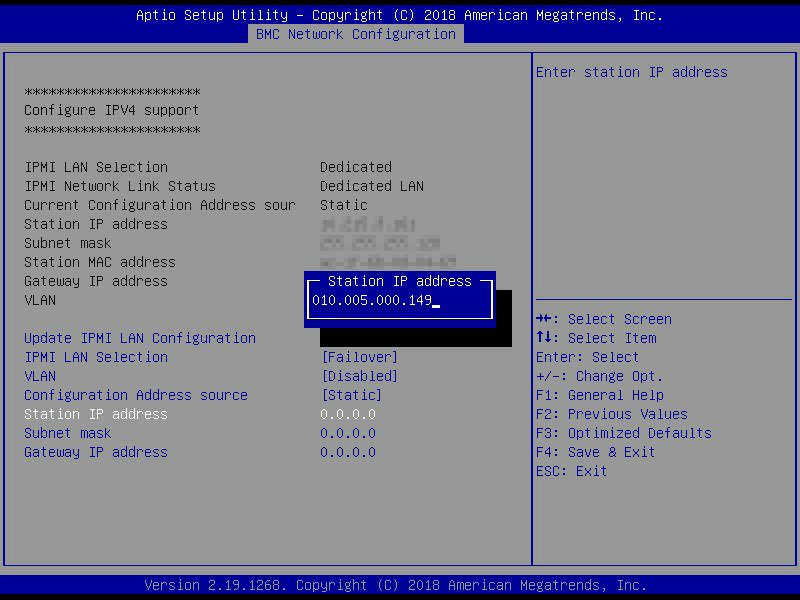 Aptio Setup Utility – Copyright (C) 2018 American Megatrends, Inc.
BMC Network Configuration
***********************
Configure IPV4 support
***********************
IPMI LAN Selection Dedicated
IPMI Network Link Status Dedicated LAN
Current Configuration Address sour Static
Station IP address
Subnet mask
Station MAC address
Gateway IP address
VLAN
Station IP address
010.005.000.149_
Update IPMI LAN Configuration
IPMI LAN Selection [Failover]
VLAN [Disabled]
Configuration Address source [Static]
Station IP address 0.0.0.0
Subnet mask 0.0.0.0
Gateway IP address 0.0.0.0
Enter station IP address
→←: Select Screen
↑↓: Select Item
Enter: Select
+/-: Change Opt.
F1: General Help
F2: Previous Values
F3: Optimized Defaults
F4: Save & Exit
ESC: Exit
Version 2.19.1268. Copyright (C) 2018 American Megatrends, Inc.